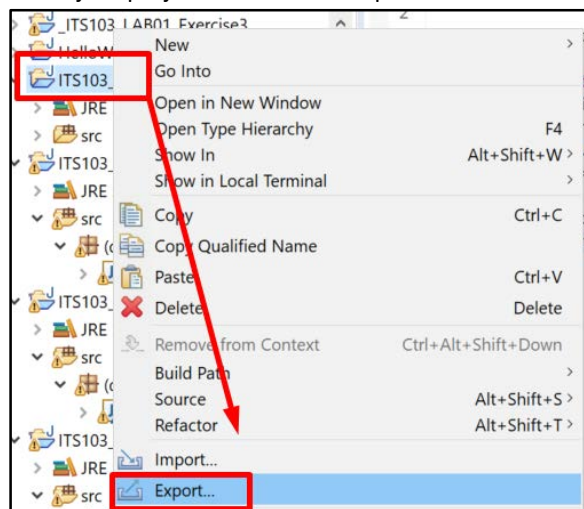 _ITS103_LAB01_Exercise3
2
New
Go Into
ITS103_
JRE
Open in New Window
Open Type Hierarchy F4
src
Show In Alt+Shift+W >
ITS103_
Show in Local Terminal >
JRE
src
Copy Ctrl+C
Copy Qualified Name
Paste Ctrl+V
ITS103_
Delete Delete
JRE
Remove from Context Ctrl+Alt+Shift+Down
src
Build Path >
Source Alt+Shift+S >
Refactor Alt+Shift+T >
ITS103_
Import...
JRE
Export...
src